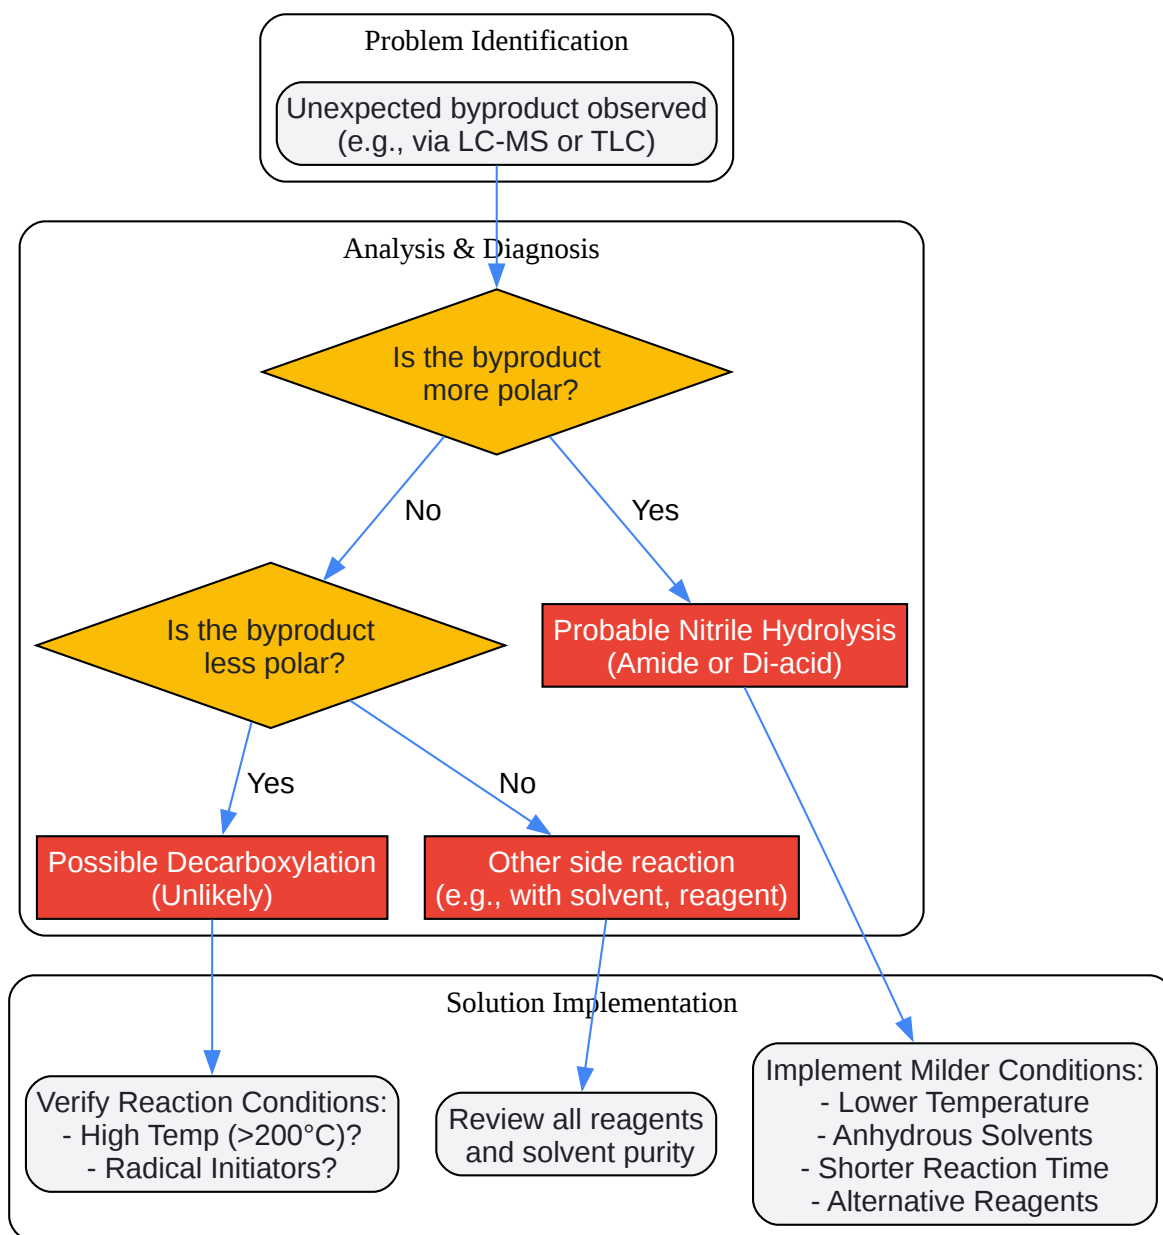 Problem Identification
Unexpected byproduct observed
(e.g., via LC-MS or TLC)
Analysis & Diagnosis
Is the byproduct
more polar?
No
Yes
Is the byproduct
less polar?
Probable Nitrile Hydrolysis
(Amide or Di-acid)
Yes
No
Possible Decarboxylation
(Unlikely)
Other side reaction
(e.g., with solvent, reagent)
Solution Implementation
Verify Reaction Conditions:
- High Temp (>200°C)?
- Radical Initiators?
Review all reagents
and solvent purity
Implement Milder Conditions:
- Lower Temperature
- Anhydrous Solvents
- Shorter Reaction Time
- Alternative Reagents